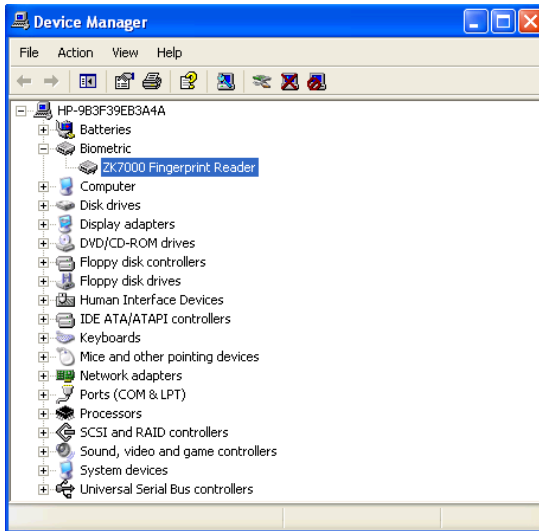 Device Manager
File Action View Help
HP-9B3F39EB3A4A
Batteries
Biometric
ZK7000 Fingerprint Reader
Computer
Disk drives
Display adapters
DVD/CD-ROM drives
Floppy disk controllers
Floppy disk drives
Human Interface Devices
IDE ATA/ATAPI controllers
Keyboards
Mice and other pointing devices
Network adapters
Ports (COM & LPT)
Processors
SCSI and RAID controllers
Sound, video and game controllers
System devices
Universal Serial Bus controllers